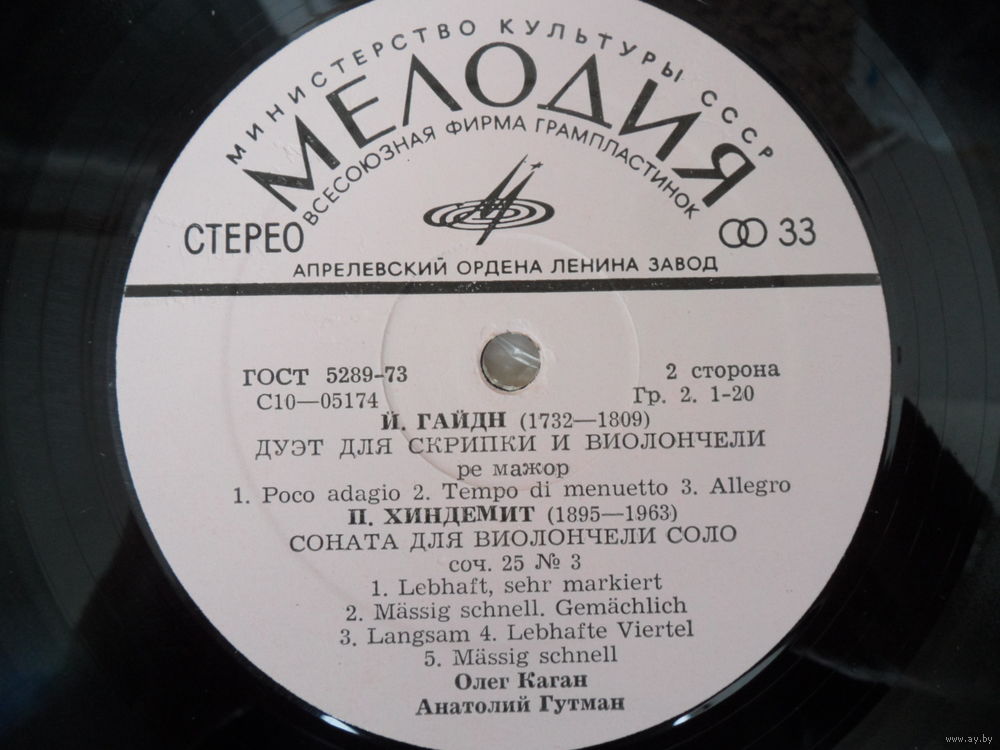 МИНИСТЕРСТВО КУЛЬТУРЫ СССР
МЕЛОДИЯ
ВСЕСОЮЗНАЯ ФИРМА ГРАМПЛАСТИНОК
СТЕРЕО
33
АПРЕЛЕВСКИЙ ОРДЕНА ЛЕНИНА ЗАВОД
ГОСТ 5289-73
2 сторона
С10—05174
Гр. 2. 1-20
Й. ГАЙДН (1732—1809)
ДУЭТ ДЛЯ СКРИПКИ И ВИОЛОНЧЕЛИ
ре мажор
1. Poco adagio 2. Tempo di menuetto 3. Allegro
П. ХИНДЕМИТ (1895—1963)
СОНАТА ДЛЯ ВИОЛОНЧЕЛИ СОЛО
соч. 25 № 3
1. Lebhaft, sehr markiert
2. Mässig schnell. Gemächlich
3. Langsam 4. Lebhafte Viertel
5. Mässig schnell
Олег Каган
Анатолий Гутман
www.ay.by